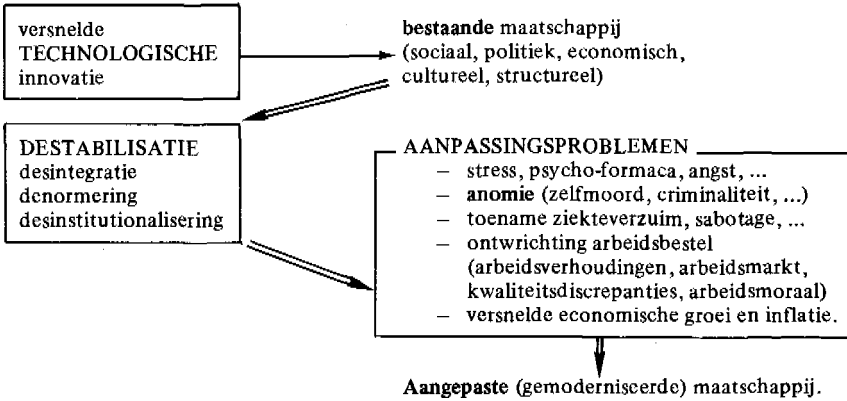 versnelde
TECHNOLOGISCHE
innovatie
bestaande maatschappij
(sociaal, politiek, economisch,
cultureel, structureel)
DESTABILISATIE
desintegratie
denormering
desinstitutionalisering
AANPASSINGSPROBLEMEN
– stress, psycho-formaca, angst, ...
– anomie (zelfmoord, criminaliteit, ...)
– toename ziekteverzuim, sabotage, ...
– ontwrichting arbeidsbestel
(arbeidsverhoudingen, arbeidsmarkt,
kwaliteitsdiscrepanties, arbeidsmoraal)
– versnelde economische groei en inflatie.
Aangepaste (gemoderniseerde) maatschappij.